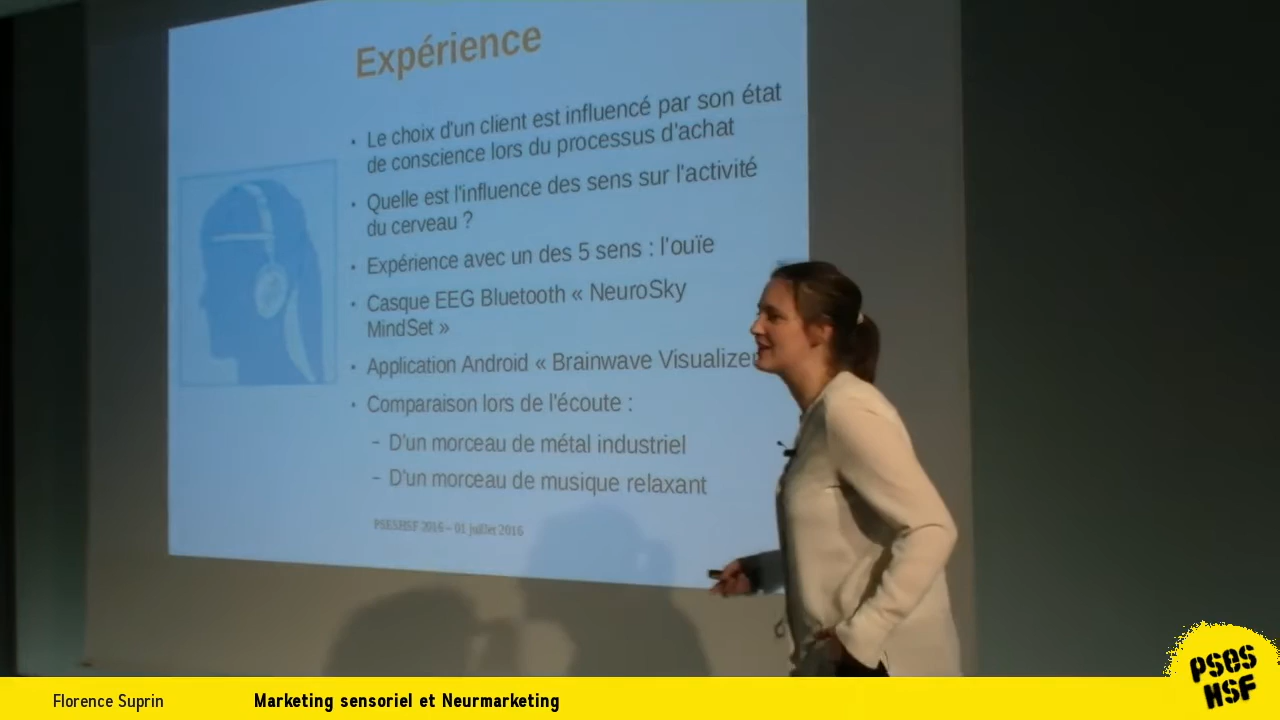 Expérience
• Le choix d'un client est influencé par son état
de conscience lors du processus d'achat
• Quelle est l'influence des sens sur l'activité
du cerveau ?
• Expérience avec un des 5 sens : l'ouïe
• Casque EEG Bluetooth « NeuroSky
MindSet »
• Application Android « Brainwave Visualizer
• Comparaison lors de l'écoute :
– D'un morceau de métal industriel
– D'un morceau de musique relaxant
PSESHSF 2016 – 01 juillet 2016
Florence Suprin
Marketing sensoriel et Neurmarketing
PSES
HSF